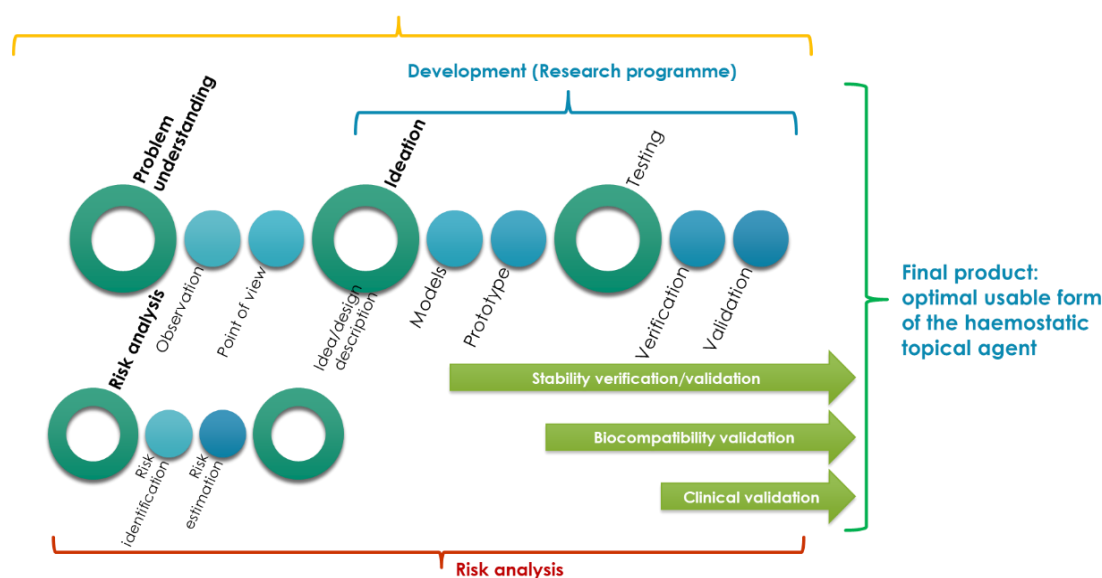 Development (Research programme)
Problem
understanding
Ideation
Testing
Observation
Point of view
Idea/design
description
Models
Prototype
Verification
Validation
Final product:
optimal usable form
of the haemostatic
topical agent
Risk analysis
Risk
identification
Risk
estimation
Stability verification/validation
Biocompatibility validation
Clinical validation
Risk analysis